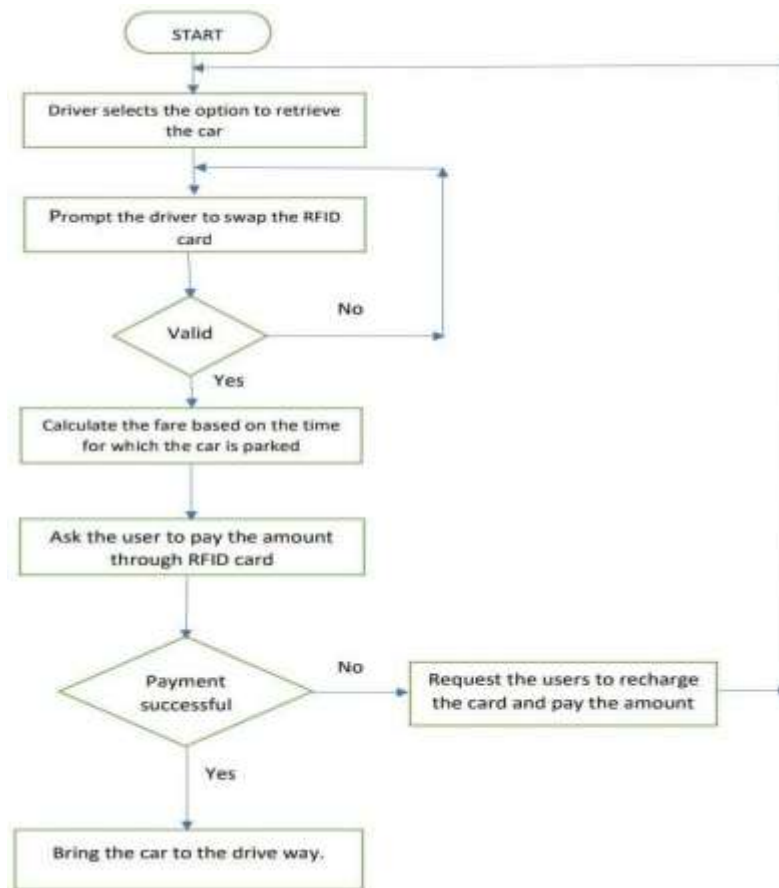 START
Driver selects the option to retrieve
the car
Prompt the driver to swap the RFID
card
No
Valid
Yes
Calculate the fare based on the time
for which the car is parked
Ask the user to pay the amount
through RFID card
Payment
successful
No
Request the users to recharge
the card and pay the amount
Yes
Bring the car to the drive way.